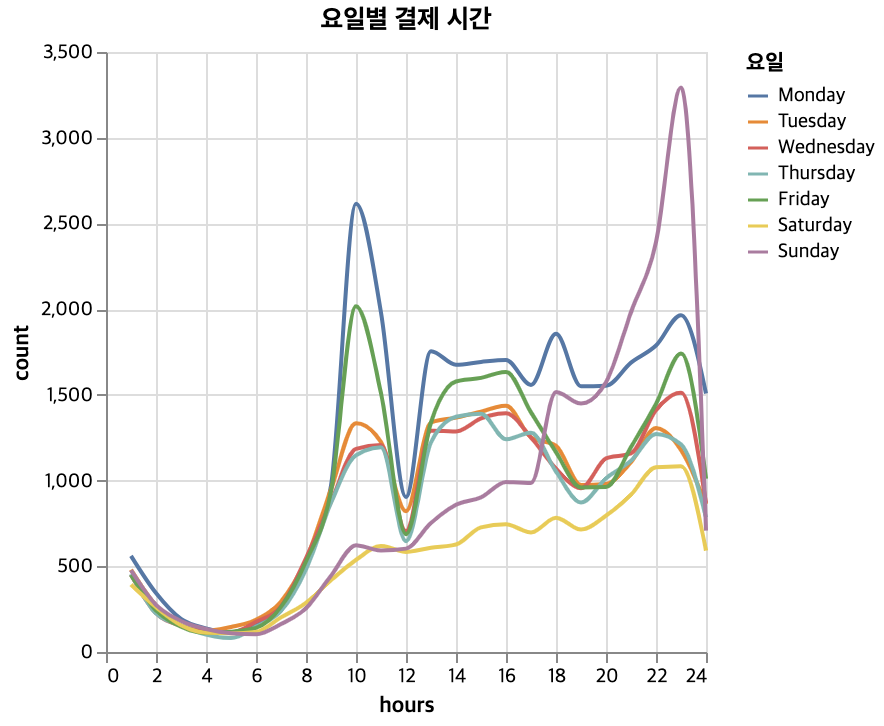 요일별 결제 시간
3,500
3,000
2,500
2,000
1,500
1,000
500
0
count
0 2 4 6 8 10 12 14 16 18 20 22 24
hours
요일
Monday
Tuesday
Wednesday
Thursday
Friday
Saturday
Sunday